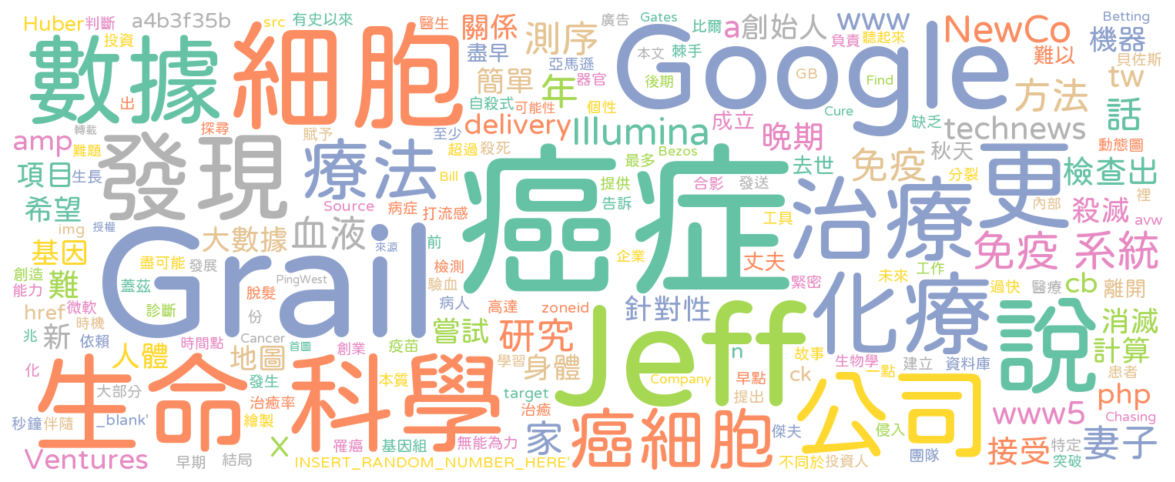 Huber 判斷 a4b3f35b src 有史以來 醫生 關係 測序 廣告 Gates 比爾 a 創始人 www NewCo Betting
投資 盡早 亞馬遜 本文 棘手 負責 聽起來 難以 機器 貝佐斯
數據 細胞 簡單 年 器官 Google 後期 GB Find 方法 tw
出 自殺式 可能性 個性 Cure 缺乏 話
amp 轉載 探尋 賦予 至少 delivery Illumina 成立 晚期 technews 動態圖
難題 發現 療法 超過 殺死 最多 Bezos 去世 免疫 秋天 檢查出
項目 生長 Bill 癌症 提供 合影 發送 治療 分裂 更 內部 裡
希望 Source 病症 打流感 告訴 工具 殺滅 avw
img 授權 大數據 血液 來源 前 企業 丈夫 免疫 系統
基因 盡可能 發展 Grail PingWest 檢測 緊密 未來 工作 過快 醫療 cb 離開
創造 能力 蓋茲 驗血
難 href 微軟 診斷 脫髮 病人 高達 zoneid 針對性 化療 消滅
兆 新 時機 依賴 份 Cancer 嘗試 Jeff 說
化 人體 時間點 地圖 首圖 創業 疫苗 研究 n 故事 生物學 建立 資料庫 計算
大部分 發生 本質 學習 身體 Company 早點 ck 一點 患者
生命 科學 治癒率 target 提出 公司 php
秒鐘 伴隨 _blank' 繪製 X 治癒 家 癌細胞 傑夫 侵入 www5 Chasing
罹癌 基因組 無能為力 接受 特定 妻子
Ventures 早期 結局 INSERT_RANDOM_NUMBER_HERE' 不同於 投資人 團隊 突破